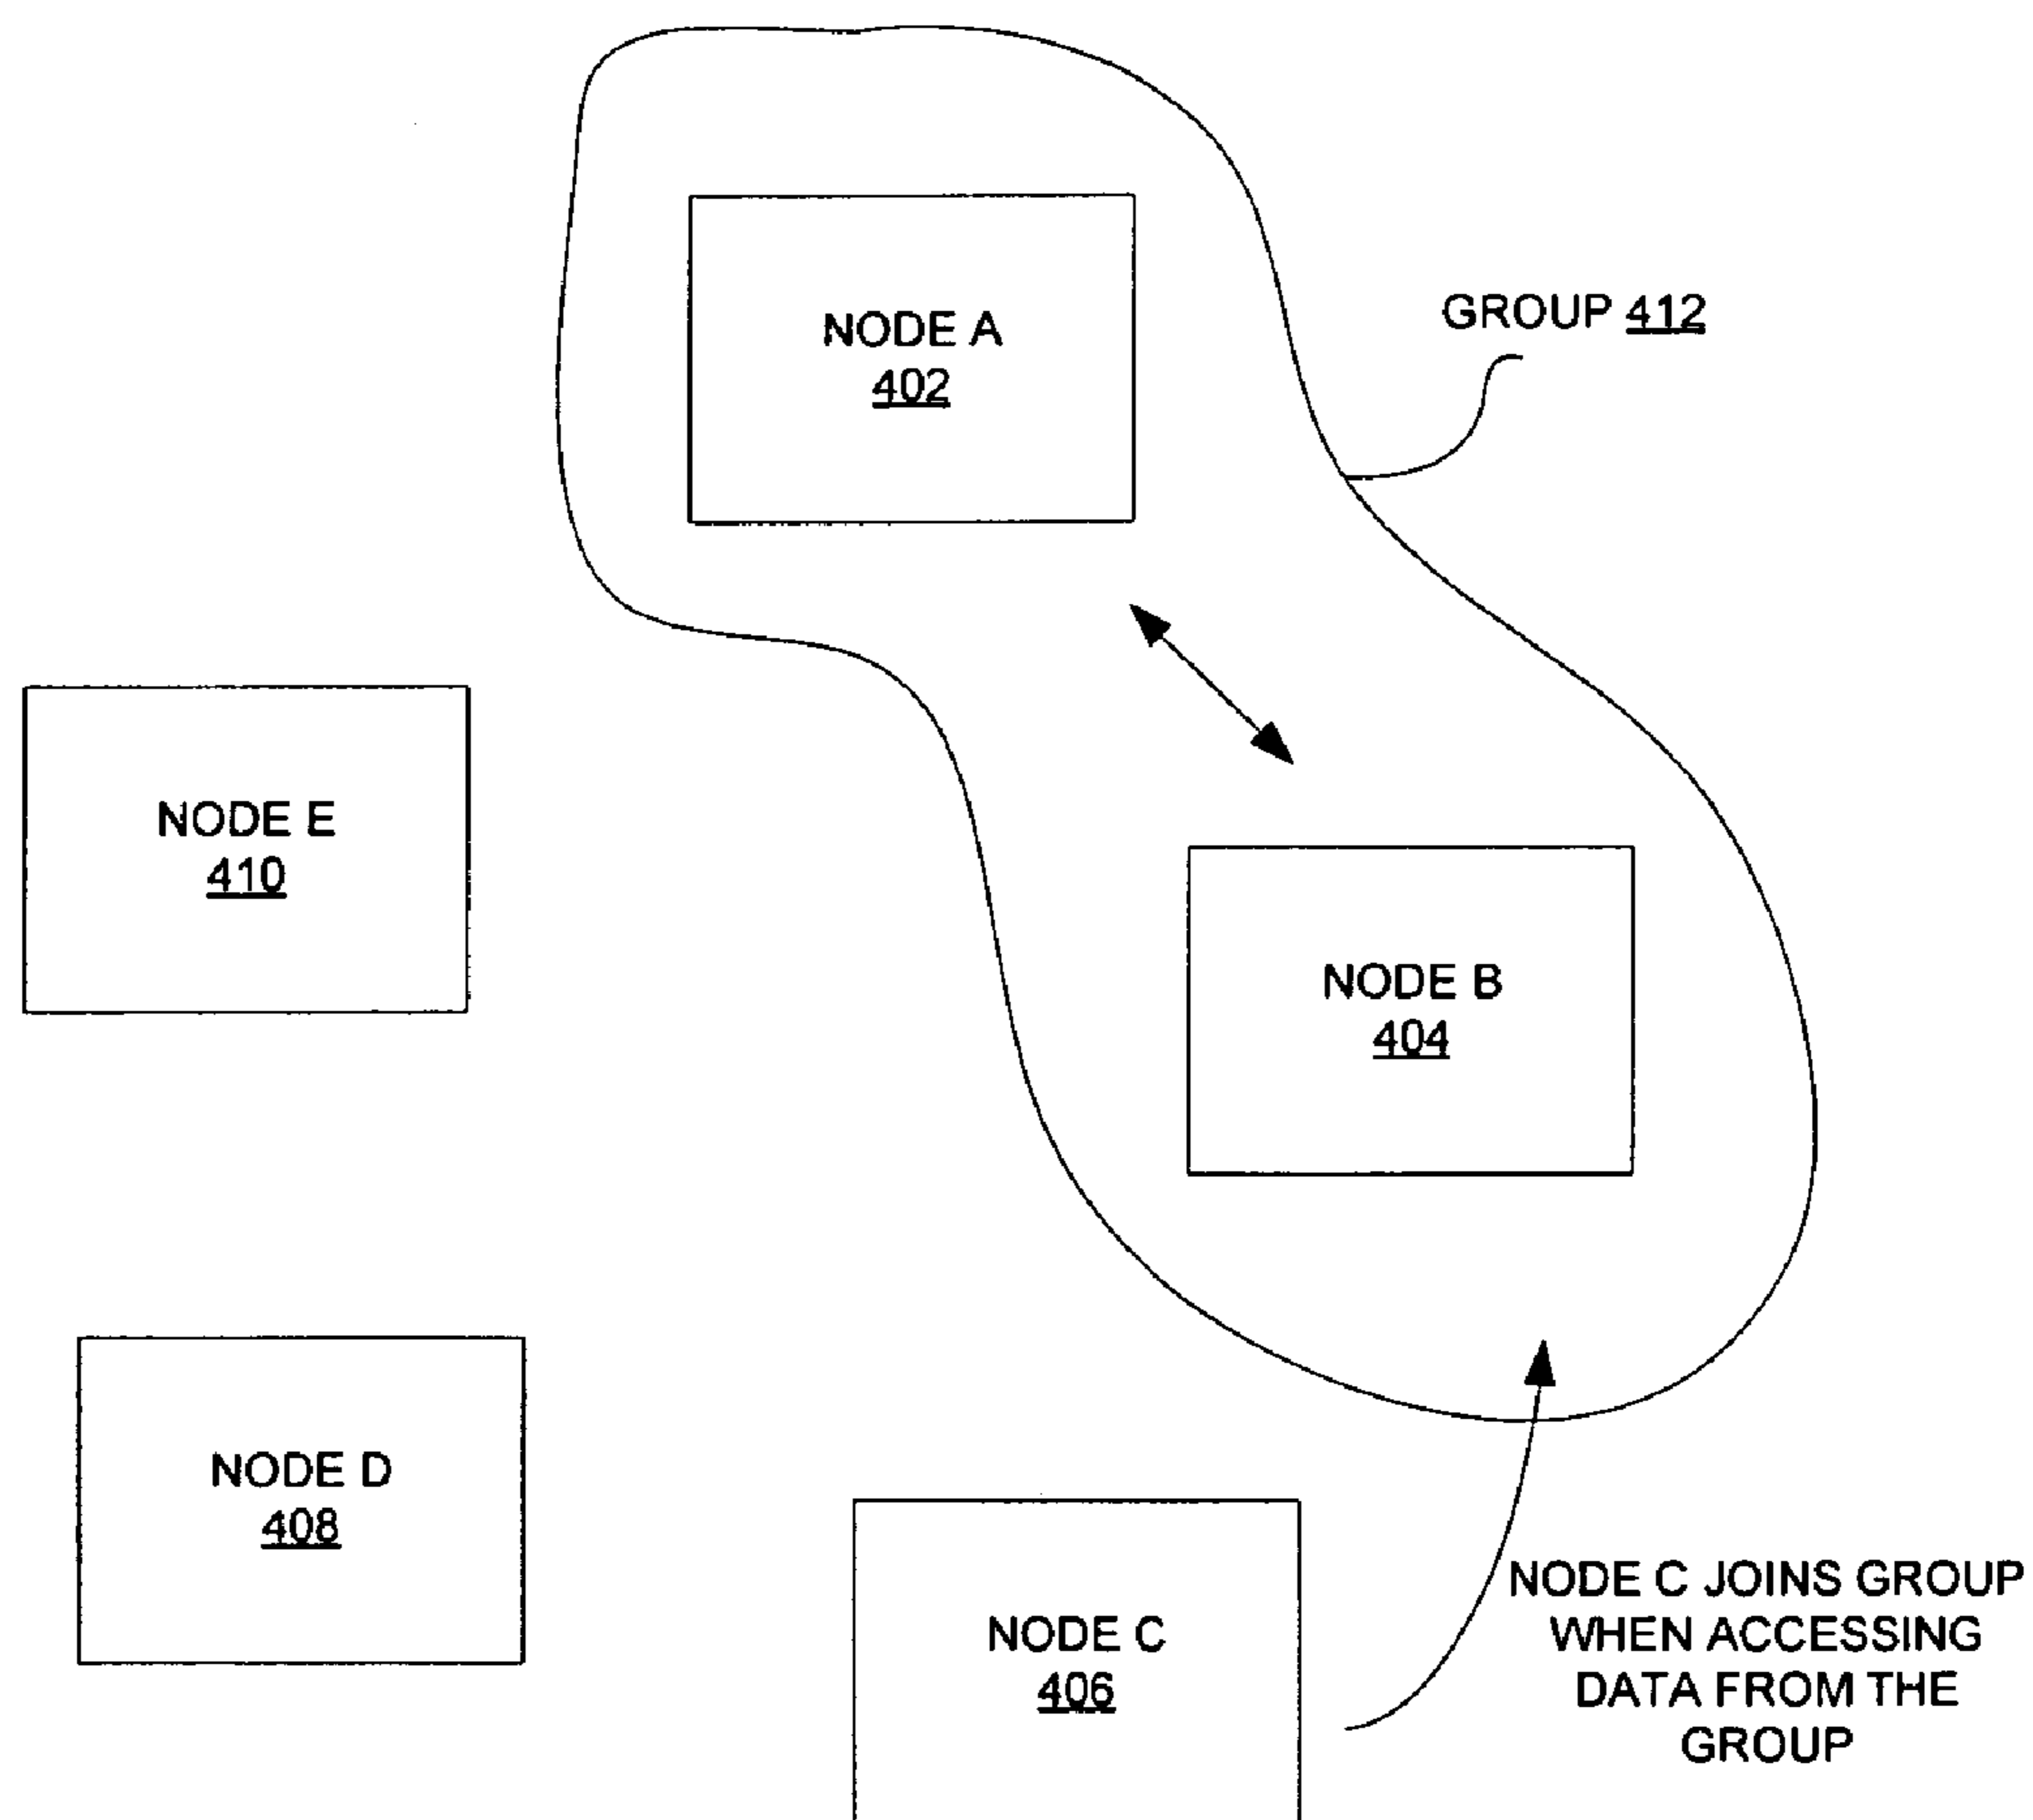 NODE A
402
GROUP 412
NODE E
410
NODE B
404
NODE D
408
NODE C
406
NODE C JOINS GROUP
WHEN ACCESSING
DATA FROM THE
GROUP